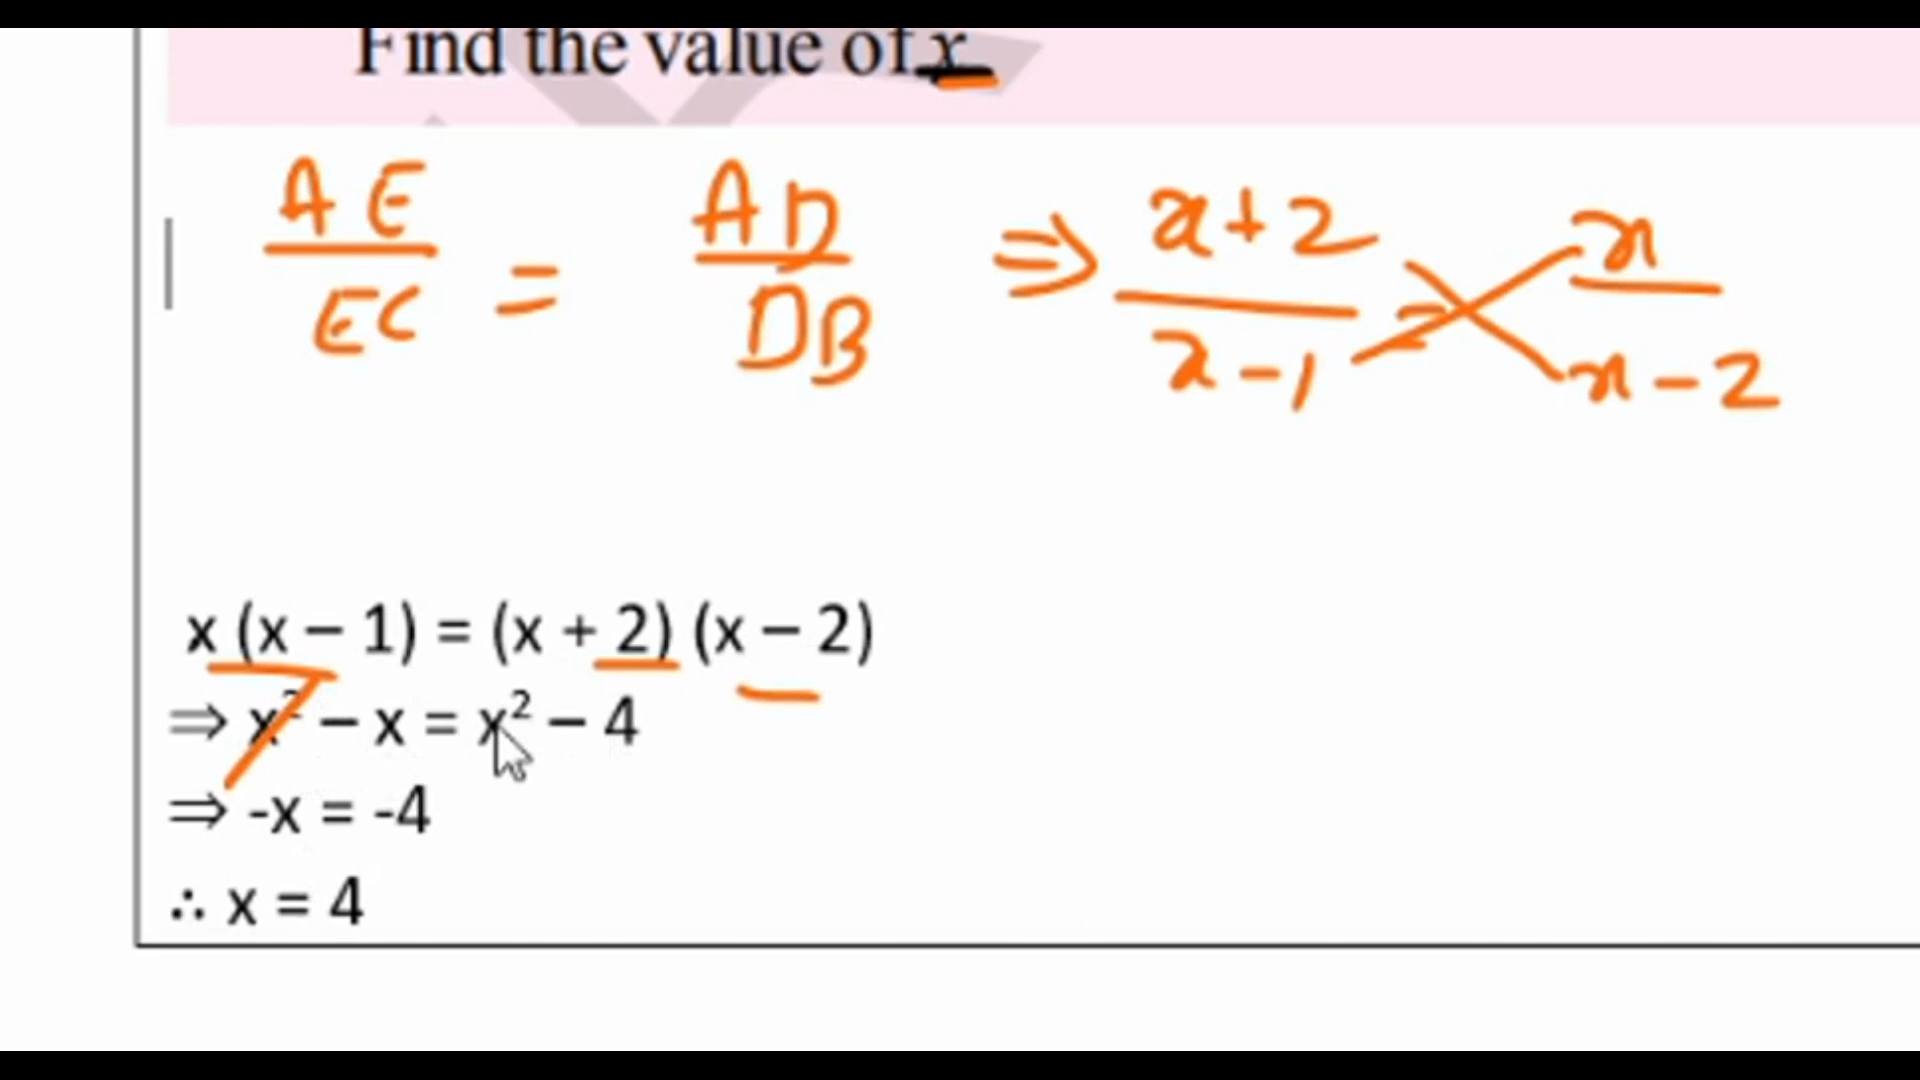 Find the value of x
AE/EC = AD/DB ⇒ x+2/x-1 = x/x-2
x (x – 1) = (x + 2) (x – 2)
⇒ x² – x = x² – 4
⇒ -x = -4
∴ x = 4